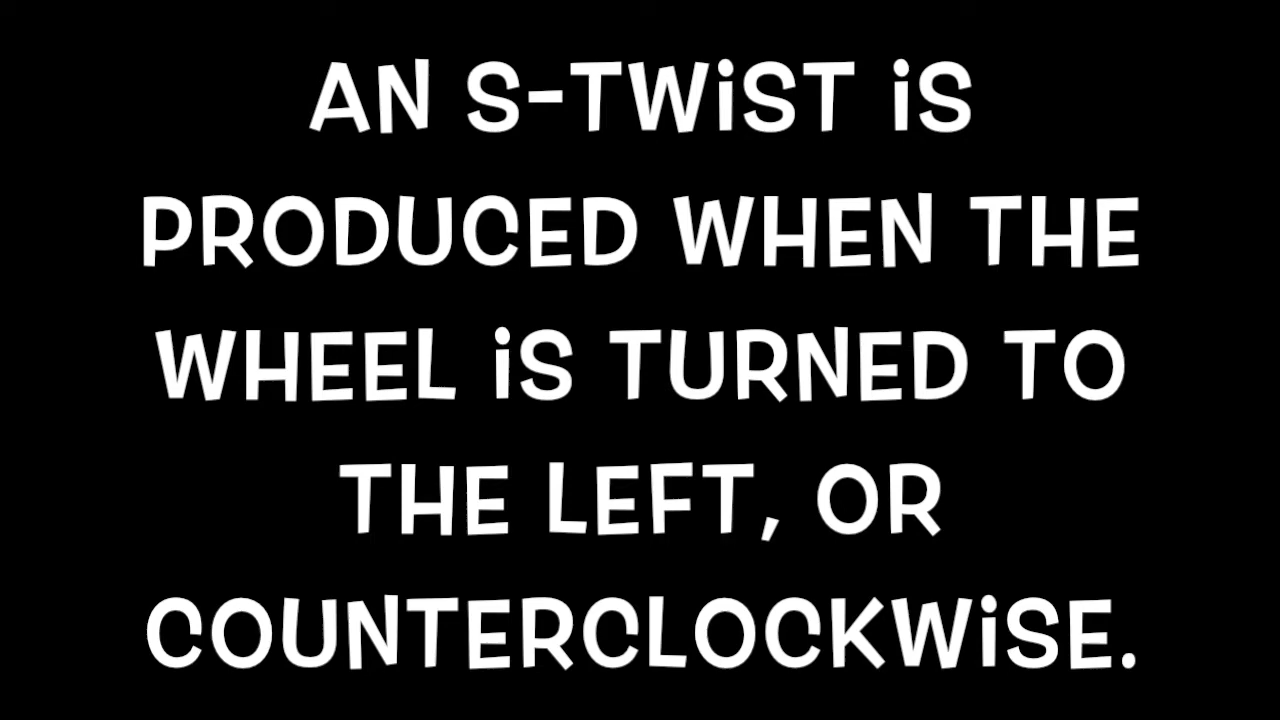 AN S-TWiST iS
PRODUCED WHEN THE
WHEEL iS TURNED TO
THE LEFT, OR
COUNTERCLOCKWiSE.